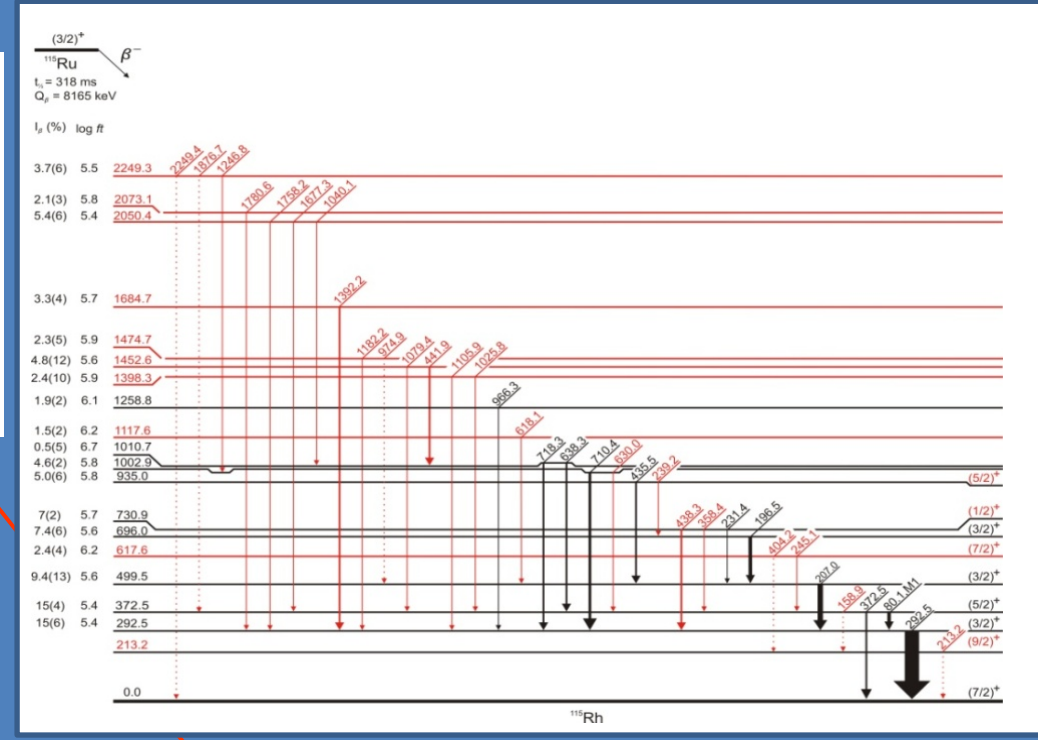 (3/2)+
115Ru
β−
t½ = 318 ms
Qβ = 8165 keV
Iβ (%) log ft
3.7(6) 5.5 2249.3 2249.4 1876.7 1246.8
2.1(3) 5.8 2073.1 1780.6 1758.2 1677.3 1040.1
5.4(6) 5.4 2050.4
3.3(4) 5.7 1684.7 1392.2
2.3(5) 5.9 1474.7 1182.2 974.9 1079.4 441.9 1105.9 1025.8
4.8(12) 5.6 1452.6
2.4(10) 5.9 1398.3
1.9(2) 6.1 1258.8 966.3
1.5(2) 6.2 1117.6 618.1
0.5(5) 6.7 1010.7 718.3 638.3 710.4 630.0
4.6(2) 5.8 1002.9
5.0(6) 5.8 935.0 435.5 239.2 (5/2)+
7(2) 5.7 730.9 438.3 358.4 231.4 196.5 (1/2)+
7.4(6) 5.6 696.0 (3/2)+
2.4(4) 6.2 617.6 404.2 245.1 (7/2)+
9.4(13) 5.6 499.5 207.0 (3/2)+
15(4) 5.4 372.5 158.9 372.5 80.1 M1 (5/2)+
15(6) 5.4 292.5 292.5 (3/2)+
213.2 213.2 (9/2)+
0.0 (7/2)+
115Rh